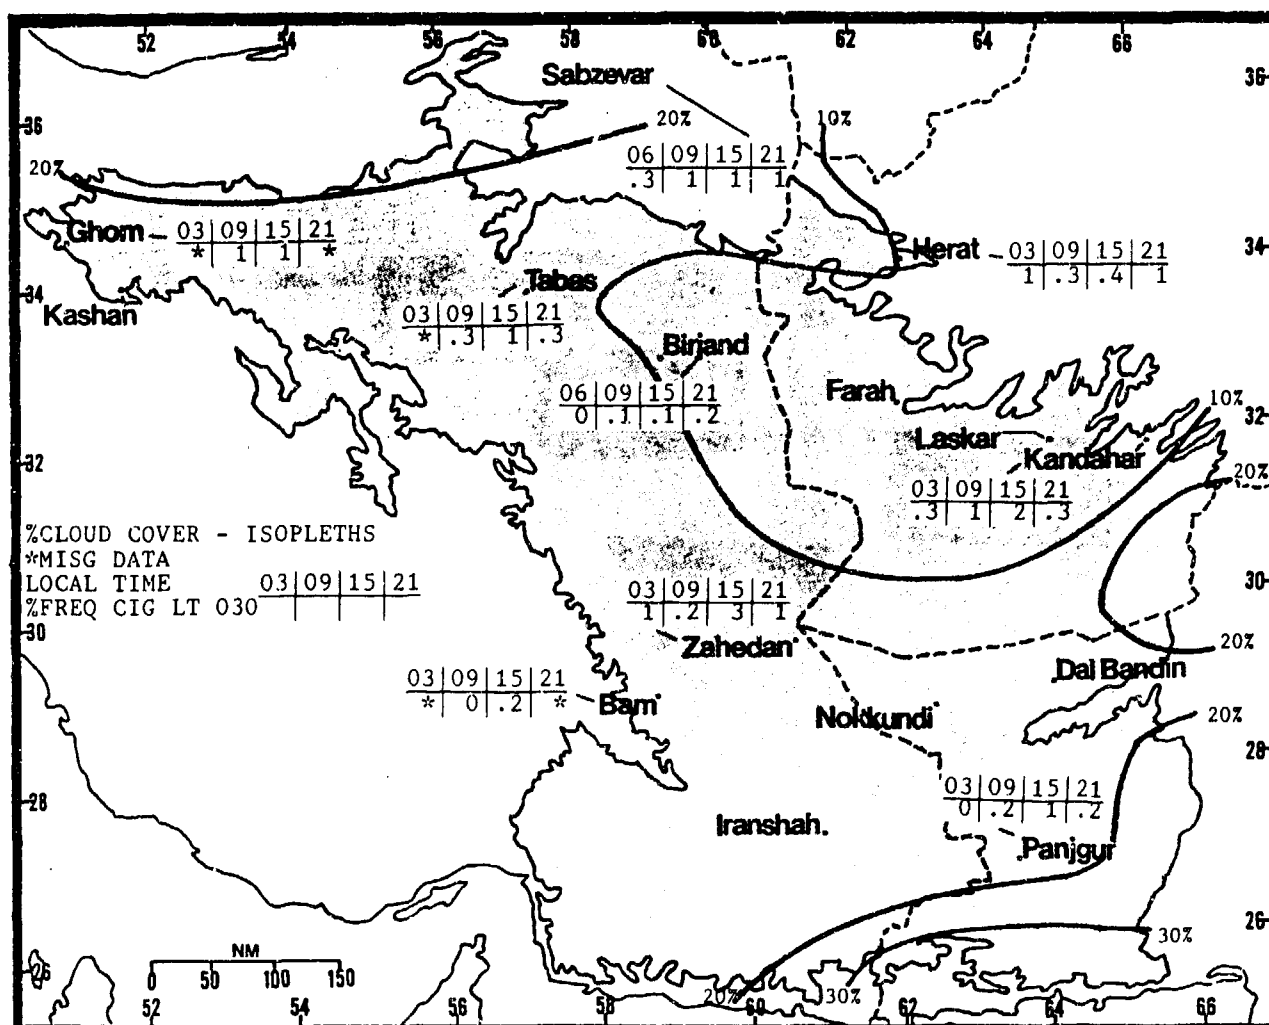 52 54 56 58 60 62 64 66
Sabzevar
36
36
20%
10%
06 09 15 21
.3 1 1 1
20%
Ghom
03 09 15 21
* 1 1 *
Herat
34
03 09 15 21
1 .3 .4 1
Tabas
34
Kashan
03 09 15 21
* .3 1 .3
Birjand
06 09 15 21
0 .1 .1 .2
Farah
10%
32
Laskar
Kandahar
32
20%
03 09 15 21
.3 1 2 .3
%CLOUD COVER - ISOPLETHS
*MISG DATA
LOCAL TIME 03 09 15 21
%FREQ CIG LT 030
30
03 09 15 21
1 .2 3 1
30
Zahedan
20%
Dal Bandin
03 09 15 21
* 0 .2 *
Bam
Nokkundi
20%
28
03 09 15 21
0 .2 1 .2
28
Iranshah.
Panjgur
26
30%
NM
0 50 100 150
26
20%
30%
52 54 56 58 60 62 64 66